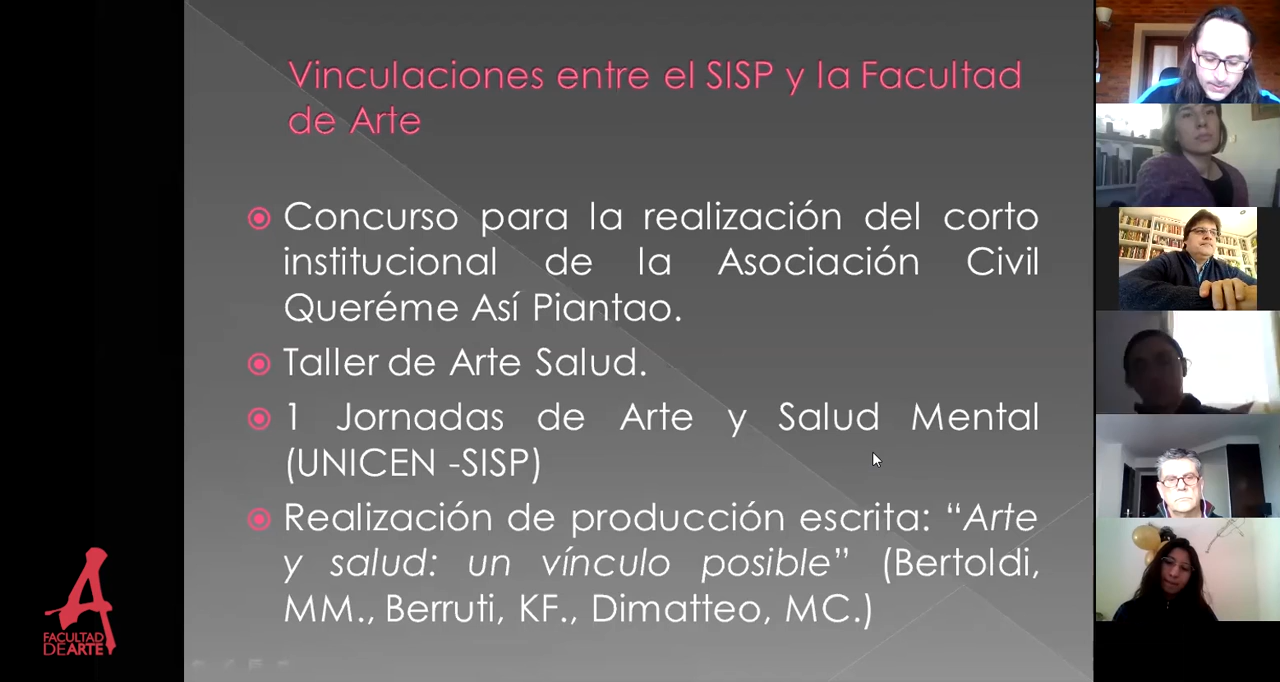 Vinculaciones entre el SISP y la Facultad
de Arte
Concurso para la realización del corto
institucional de la Asociación Civil
Queréme Así Piantao.
Taller de Arte Salud.
1 Jornadas de Arte y Salud Mental
(UNICEN -SISP)
Realización de producción escrita: “Arte
y salud: un vínculo posible” (Bertoldi,
MM., Berruti, KF., Dimatteo, MC.)
A
FACULTAD
DE ARTE